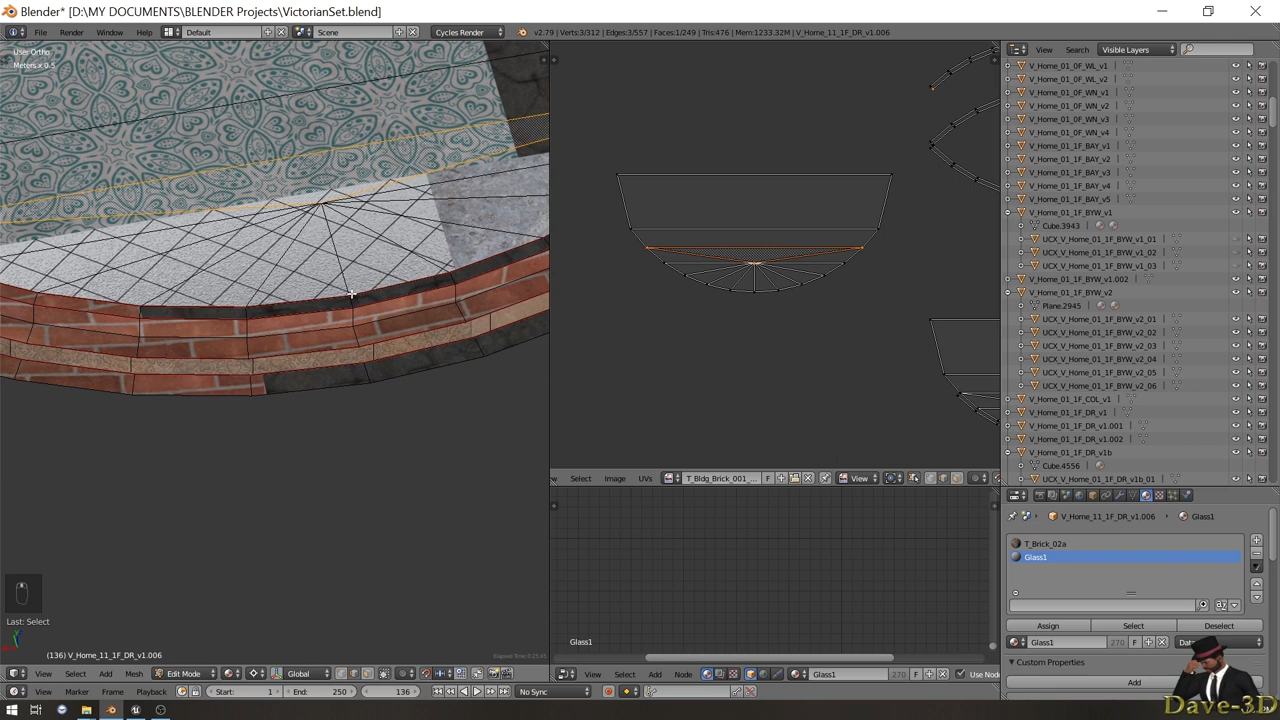 Blender* [D:\MY DOCUMENTS\BLENDER Projects\VictorianSet.blend]
File Render Window Help Default Scene Cycles Render v2.79 | Verts:3/312 | Edges:3/557 | Faces:1/249 | Tris:476 | Mem:1233.32M | V_Home_11_1F_DR_v1.006
User Ortho
Meters x 0.5
View Search Visible Layers
V_Home_01_0F_WL_v1
V_Home_01_0F_WL_v2
V_Home_01_0F_WN_v1
V_Home_01_0F_WN_v2
V_Home_01_0F_WN_v3
V_Home_01_0F_WN_v4
V_Home_01_1F_BAY_v1
V_Home_01_1F_BAY_v2
V_Home_01_1F_BAY_v3
V_Home_01_1F_BAY_v4
V_Home_01_1F_BAY_v5
V_Home_01_1F_BYW_v1
Cube.3943
UCX_V_Home_01_1F_BYW_v1_01
UCX_V_Home_01_1F_BYW_v1_02
UCX_V_Home_01_1F_BYW_v1_03
V_Home_01_1F_BYW_v1.002
V_Home_01_1F_BYW_v2
Plane.2945
UCX_V_Home_01_1F_BYW_v2_01
UCX_V_Home_01_1F_BYW_v2_02
UCX_V_Home_01_1F_BYW_v2_03
UCX_V_Home_01_1F_BYW_v2_04
UCX_V_Home_01_1F_BYW_v2_05
UCX_V_Home_01_1F_BYW_v2_06
V_Home_01_1F_COL_v1
V_Home_01_1F_DR_v1
V_Home_01_1F_DR_v1.001
V_Home_01_1F_DR_v1.002
V_Home_01_1F_DR_v1b
Cube.4556
UCX_V_Home_01_1F_DR_v1b_01
Select Image UVs T_Bldg_Brick_001_... F View
V_Home_11_1F_DR_v1.006 Glass1
T_Brick_02a
Glass1
Assign Select Deselect
Glass1 270 F Data
Custom Properties
Add
Last: Select
(136) V_Home_11_1F_DR_v1.006
Glass1
View Select Add Mesh Edit Mode Global
View Select Add Node Glass1 270 F Use Node
View Marker Frame Playback Start: 1 End: 250 136 No Sync
Dave-3D